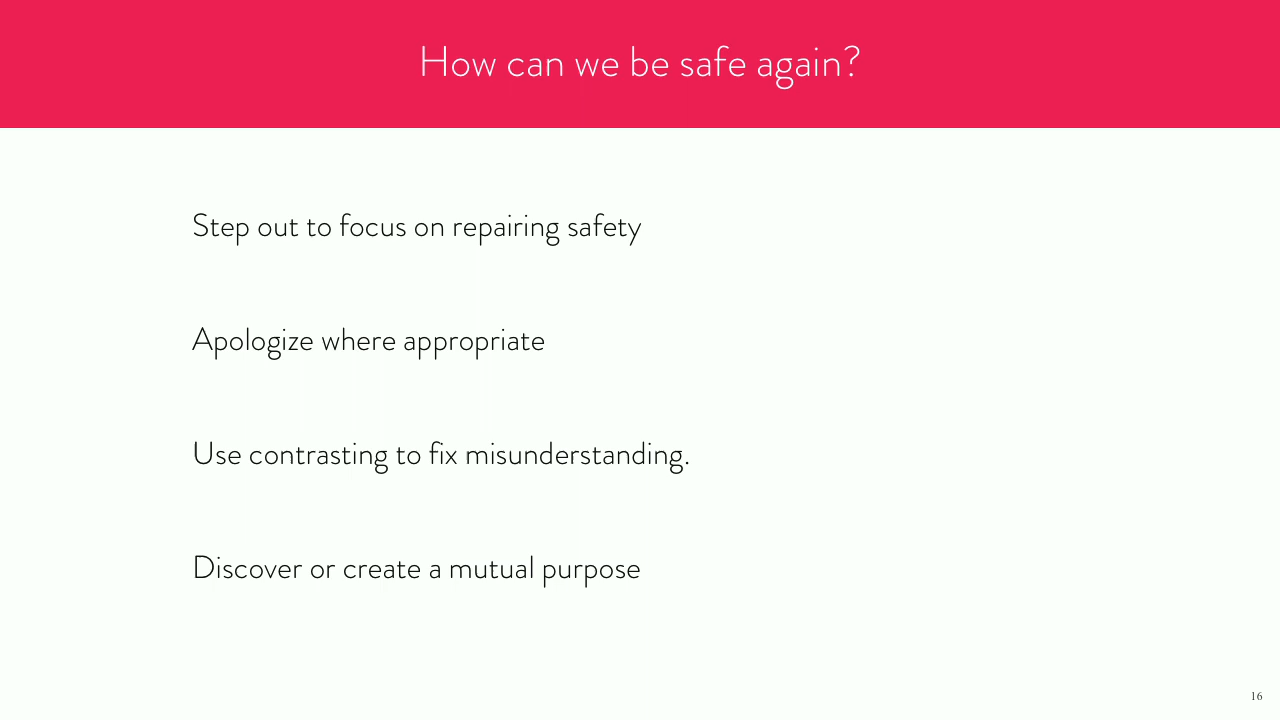 How can we be safe again?
Step out to focus on repairing safety
Apologize where appropriate
Use contrasting to fix misunderstanding.
Discover or create a mutual purpose
16